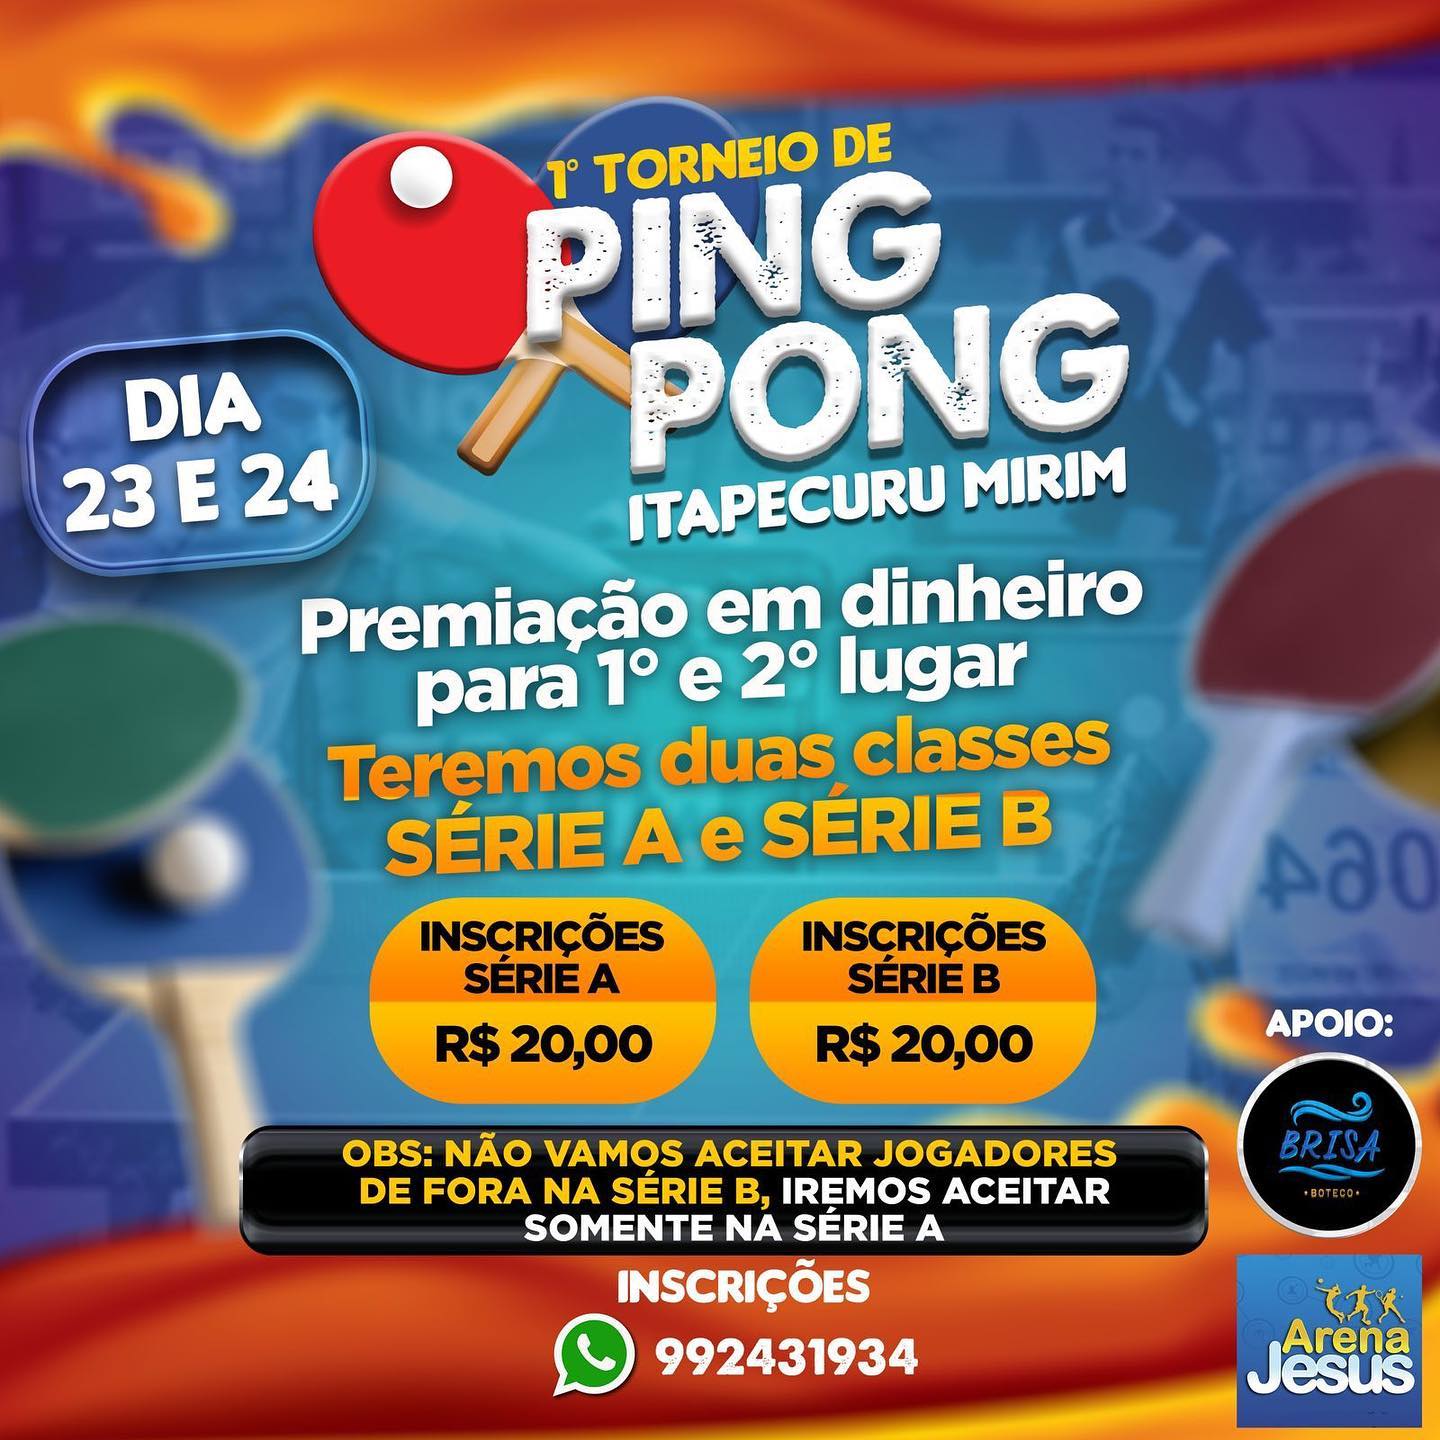 1° TORNEIO DE
PING
PONG
ITAPECURU MIRIM
DIA
23 E 24
Premiação em dinheiro
para 1° e 2° lugar
Teremos duas classes
SÉRIE A e SÉRIE B
INSCRIÇÕES
SÉRIE A
R$ 20,00
INSCRIÇÕES
SÉRIE B
R$ 20,00
064
APOIO:
BRISA
• BOTECO •
OBS: NÃO VAMOS ACEITAR JOGADORES
DE FORA NA SÉRIE B, IREMOS ACEITAR
SOMENTE NA SÉRIE A
INSCRIÇÕES
992431934
Arena
Jesus